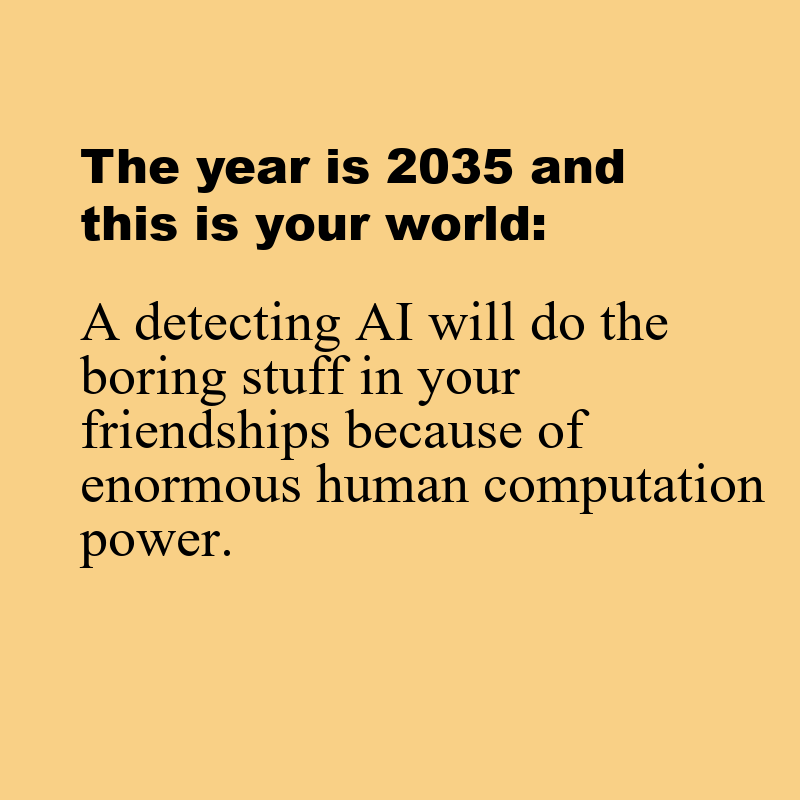 The year is 2035 and
this is your world:
A detecting AI will do the
boring stuff in your
friendships because of
enormous human computation
power.